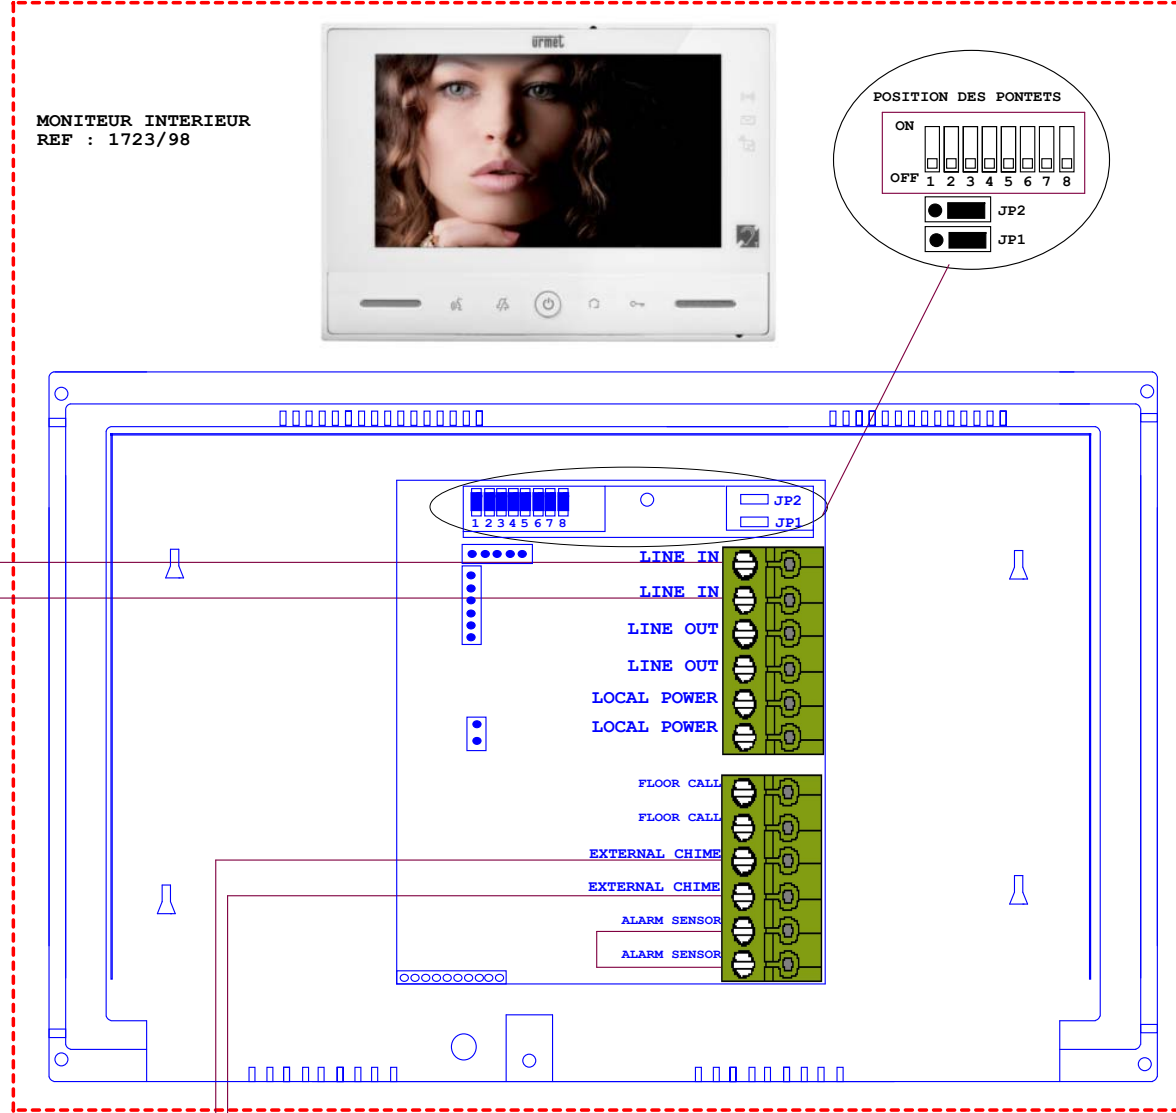 urmet
MONITEUR INTERIEUR
REF : 1723/98
POSITION DES PONTETS
ON
OFF 1 2 3 4 5 6 7 8
JP2
JP1
JP2
1 2 3 4 5 6 7 8
JP1
LINE IN
LINE IN
LINE OUT
LINE OUT
LOCAL POWER
LOCAL POWER
FLOOR CALL
FLOOR CALL
EXTERNAL CHIME
EXTERNAL CHIME
ALARM SENSOR
ALARM SENSOR